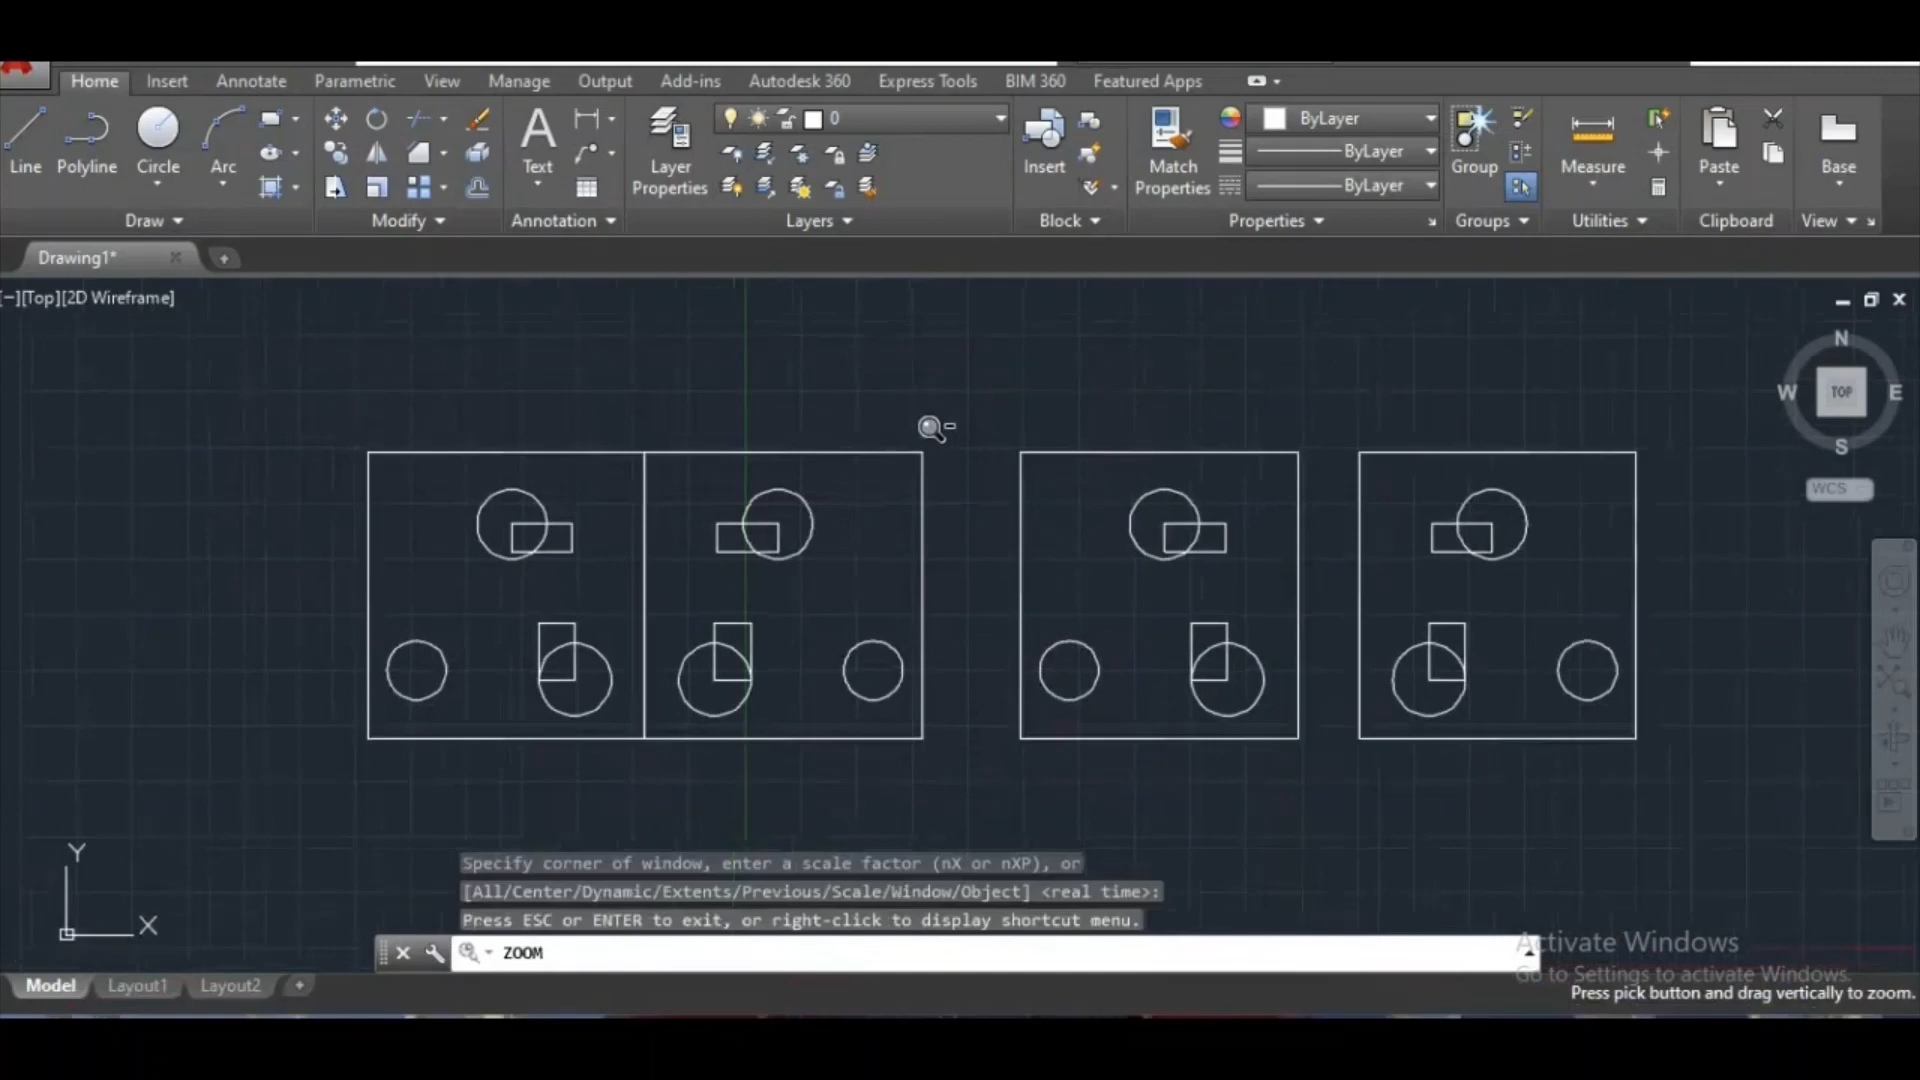 Home Insert Annotate Parametric View Manage Output Add-ins Autodesk 360 Express Tools BIM 360 Featured Apps
Line Polyline Circle Arc
Text
Layer Properties
0
Insert
Match Properties
ByLayer
ByLayer
ByLayer
Group
Measure
Paste
Base
Draw Modify Annotation Layers Block Properties Groups Utilities Clipboard View
Drawing1*
[−][Top][2D Wireframe]
N
W TOP E
S
WCS
Y
X
Specify corner of window, enter a scale factor (nX or nXP), or
[All/Center/Dynamic/Extents/Previous/Scale/Window/Object] <real time>:
Press ESC or ENTER to exit, or right-click to display shortcut menu.
ZOOM
Activate Windows
Go to Settings to activate Windows.
Model Layout1 Layout2
Press pick button and drag vertically to zoom.